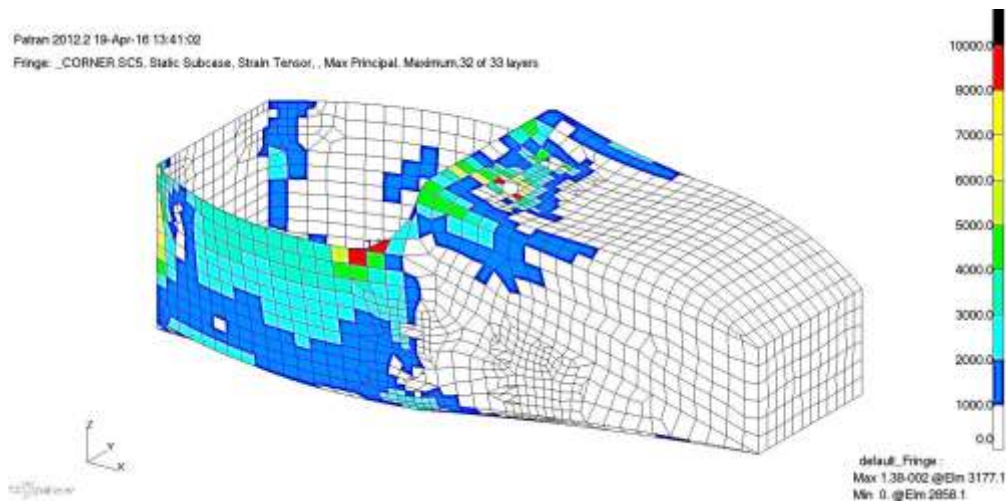 Patran 2012.2 19-Apr-16 13:41:02
Fringe: _CORNER SC5, Static Subcase, Strain Tensor, , Max Principal, Maximum,32 of 33 layers
10000.0
8000.0
7000.0
6000.0
5000.0
4000.0
3000.0
2000.0
1000.0
0.0
Z
Y
X
default_Fringe :
Max 1.38-002 @Elm 3177.1
Min 0. @Elm 2858.1